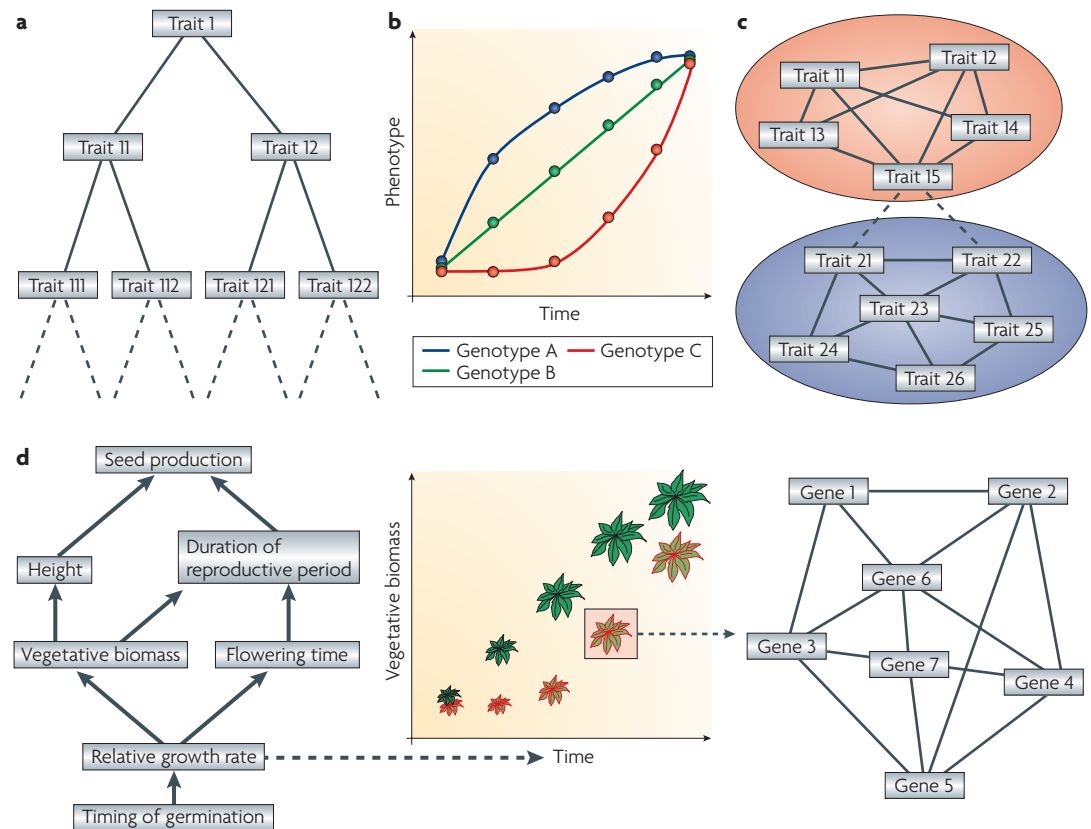 a
Trait 1
Trait 11
Trait 12
Trait 111
Trait 112
Trait 121
Trait 122
b
Phenotype
Time
Genotype A
Genotype C
Genotype B
c
Trait 12
Trait 11
Trait 13
Trait 14
Trait 15
Trait 21
Trait 22
Trait 23
Trait 25
Trait 24
Trait 26
d
Seed production
Duration of
reproductive period
Height
Vegetative biomass
Flowering time
Relative growth rate
Timing of germination
Vegetative biomass
Time
Gene 1
Gene 2
Gene 6
Gene 3
Gene 7
Gene 4
Gene 5